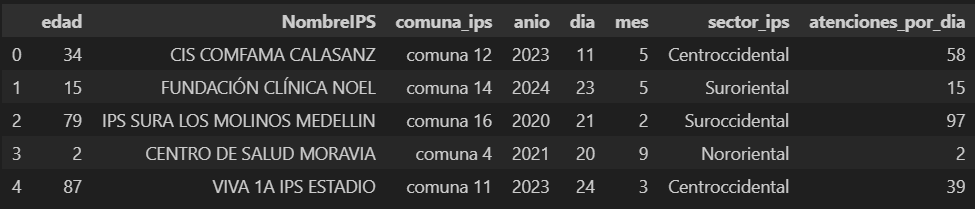 edad NombreIPS comuna_ips anio dia mes sector_ips atenciones_por_dia
0 34 CIS COMFAMA CALASANZ comuna 12 2023 11 5 Centroccidental 58
1 15 FUNDACIÓN CLÍNICA NOEL comuna 14 2024 23 5 Suroriental 15
2 79 IPS SURA LOS MOLINOS MEDELLIN comuna 16 2020 21 2 Suroccidental 97
3 2 CENTRO DE SALUD MORAVIA comuna 4 2021 20 9 Nororiental 2
4 87 VIVA 1A IPS ESTADIO comuna 11 2023 24 3 Centroccidental 39